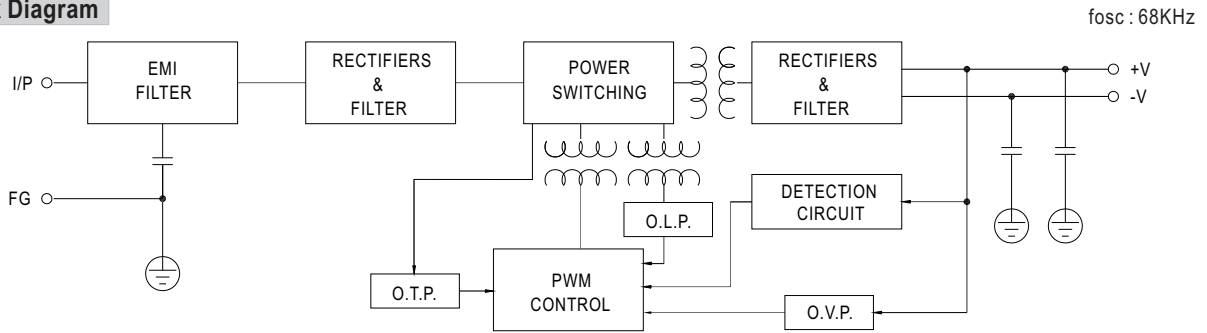 Diagram
fosc : 68KHz
I/P
EMI
FILTER
RECTIFIERS
&
FILTER
POWER
SWITCHING
RECTIFIERS
&
FILTER
+V
-V
FG
DETECTION
CIRCUIT
O.L.P.
O.T.P.
PWM
CONTROL
O.V.P.